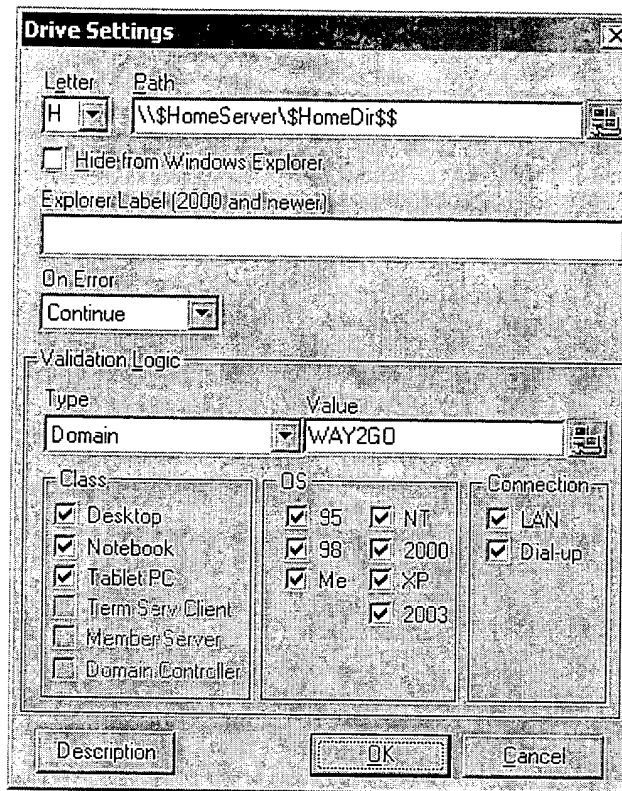 Drive Settings
Letter Path
H \\$HomeServer\$HomeDir$$
Hide from Windows Explorer
Explorer Label (2000 and newer)
On Error
Continue
Validation Logic
Type Value
Domain WAY2GO
Class OS Connection
Desktop 95 NT LAN
Notebook 98 2000 Dial-up
Tablet PC Me XP
Term Serv Client 2003
Member Server
Domain Controller
Description OK Cancel